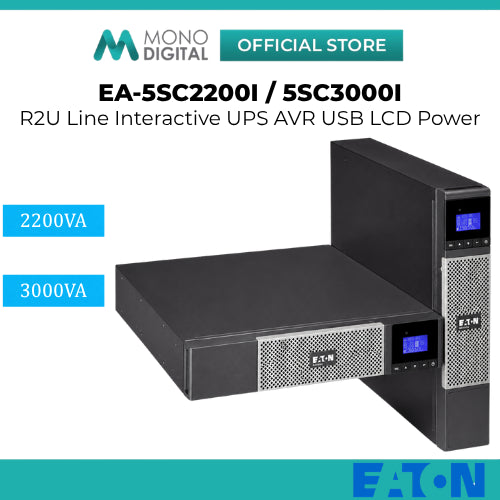 MONO
DIGITAL
OFFICIAL STORE
EA-5SC2200I / 5SC3000I
R2U Line Interactive UPS AVR USB LCD Power
2200VA
3000VA
EATON
EATON
EATON